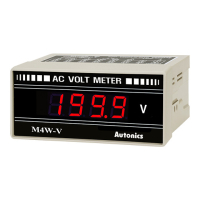 AC VOLT METER
199.9 V
M4W-V Autonics